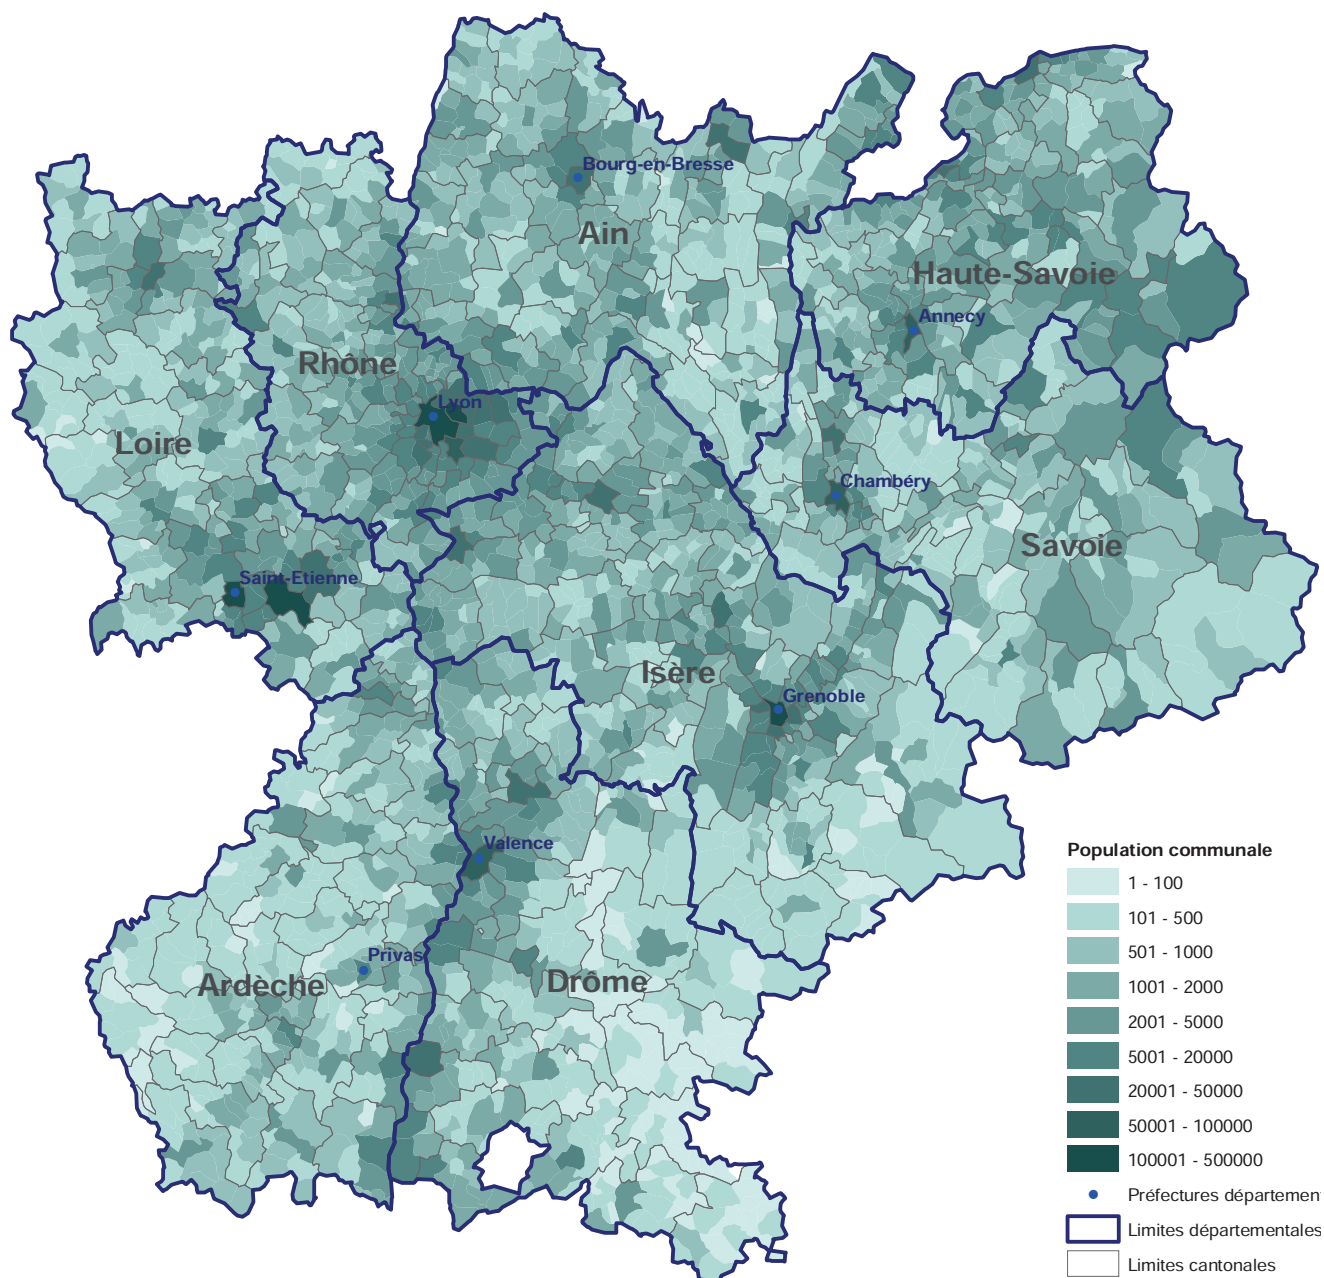 Bourg-en-Bresse
Ain
Haute-Savoie
Annecy
Rhône
Lyon
Loire
Chambéry
Savoie
Saint-Etienne
Isère
Grenoble
Valence
Privas
Ardèche
Drôme
Population communale
1 - 100
101 - 500
501 - 1000
1001 - 2000
2001 - 5000
5001 - 20000
20001 - 50000
50001 - 100000
100001 - 500000
Préfectures département
Limites départementales
Limites cantonales